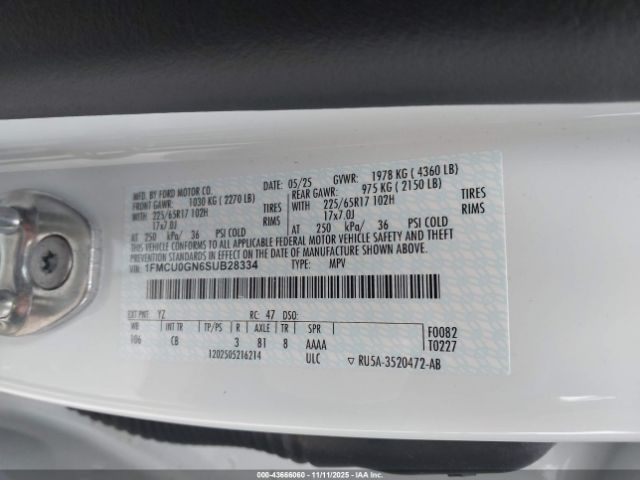 MFD. BY FORD MOTOR CO. DATE: 05/25 GVWR: 1978 KG ( 4360 LB)
FRONT GAWR: 1030 KG ( 2270 LB) REAR GAWR: 975 KG ( 2150 LB)
WITH 225/65R17 102H TIRES WITH 225/65R17 102H TIRES
17x7.0J RIMS 17x7.0J RIMS
AT 250 kPa/ 36 PSI COLD AT 250 kPa/ 36 PSI COLD
THIS VEHICLE CONFORMS TO ALL APPLICABLE FEDERAL MOTOR VEHICLE SAFETY AND THEFT
PREVENTION STANDARDS IN EFFECT ON THE DATE OF MANUFACTURE SHOWN ABOVE.
VIN: 1FMCU0GN6SUB28334 TYPE: MPV
EXT PNT: YZ RC: 47 DSO: F0082
WB INT TR TP/PS R AXLE TR SPR T0227
106 CB 3 81 8 AAAA
1202505216214 ULC ▽ RU5A-3520472-AB
000-43666060 - 11/11/2025 - IAAI.COM